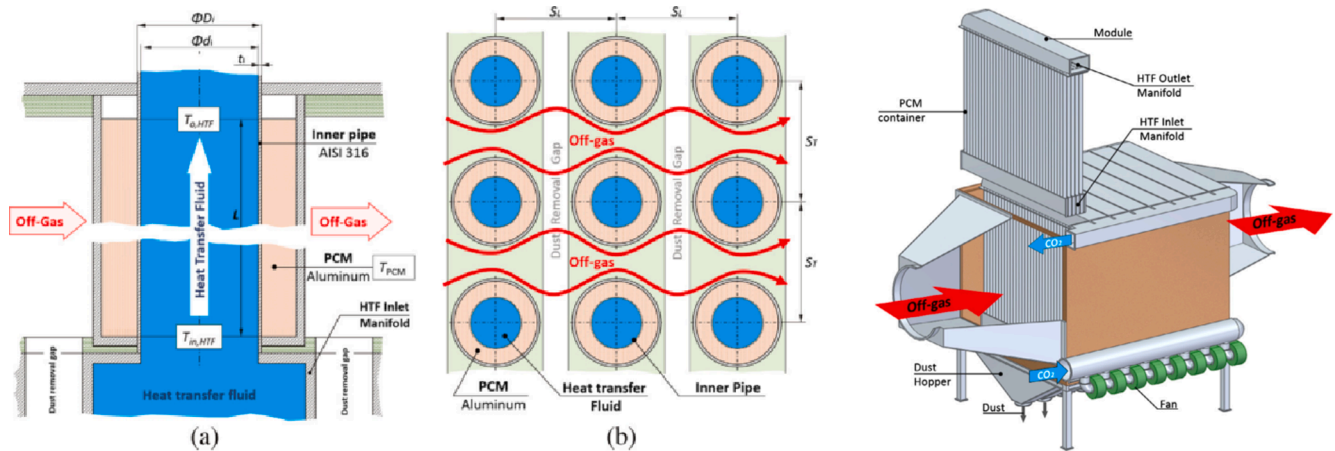 ΦDᵢ
Φdᵢ
tᵢ
To,HTF
Inner pipe
AISI 316
Off-Gas
Heat Transfer Fluid
L
Off-Gas
PCM
Aluminum
TPCM
HTF Inlet
Manifold
Tin,HTF
Dust removal gap
Dust removal gap
Heat transfer fluid
(a)
SL
SL
Off-gas
ST
Dust Removal Gap
Dust Removal Gap
Off-gas
ST
PCM
Aluminum
Heat transfer
Fluid
Inner Pipe
(b)
Module
HTF Outlet
Manifold
PCM
container
HTF Inlet
Manifold
Off-gas
CO₂
Off-gas
CO₂
Dust
Hopper
Dust
Fan